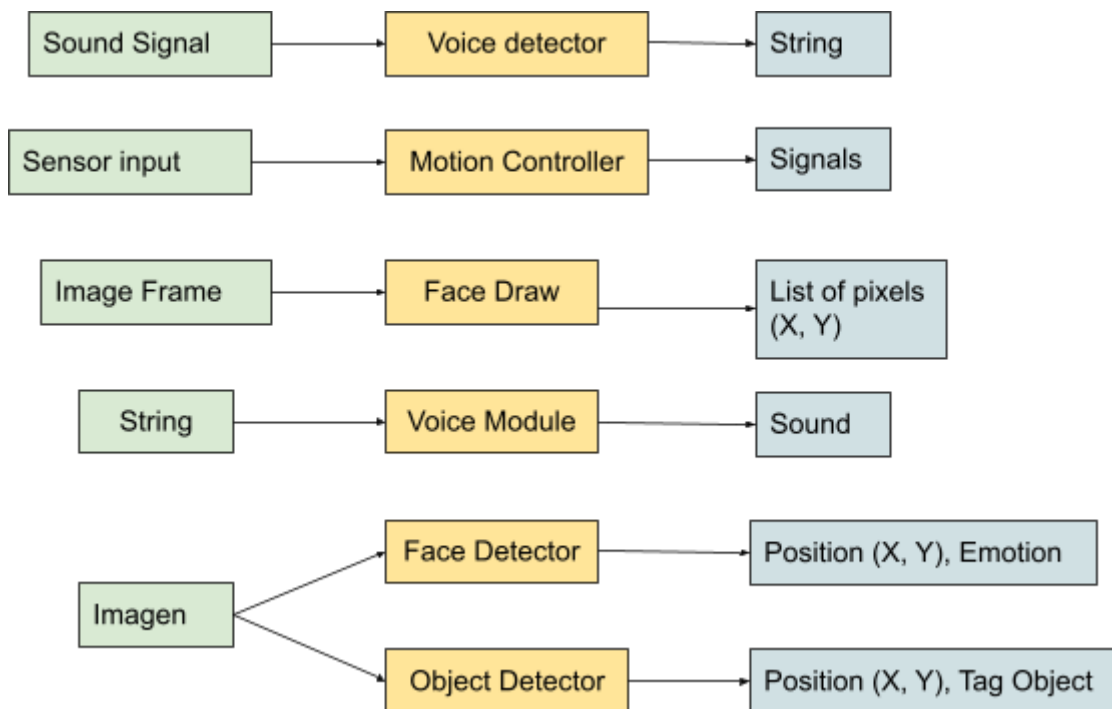 Sound Signal
Voice detector
String
Sensor input
Motion Controller
Signals
Image Frame
Face Draw
List of pixels
(X, Y)
String
Voice Module
Sound
Imagen
Face Detector
Position (X, Y), Emotion
Object Detector
Position (X, Y), Tag Object